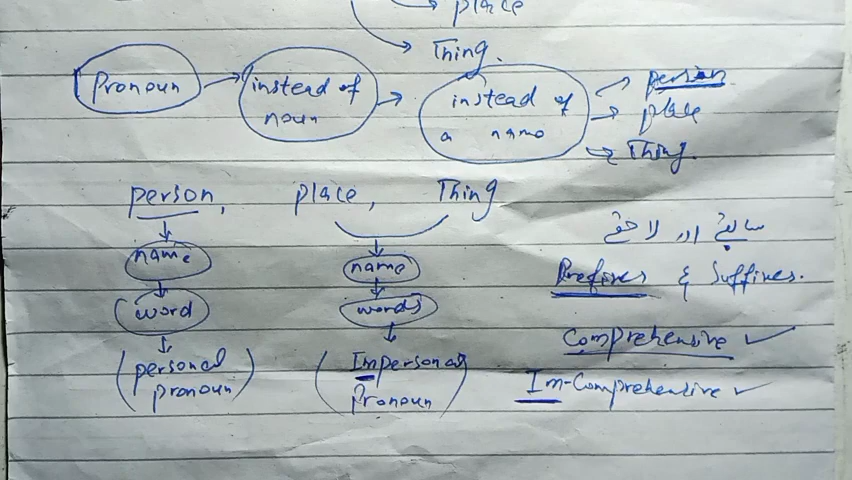 place
Thing.
Pronoun instead of noun instead of a name person
place
Thing.
person, place, Thing
name name
word words
(personal pronoun) (Impersonal Pronoun)
سابقے اور لاحقے
Prefixes & Suffixes.
Comprehensive ✓
Im-Comprehensive ✓